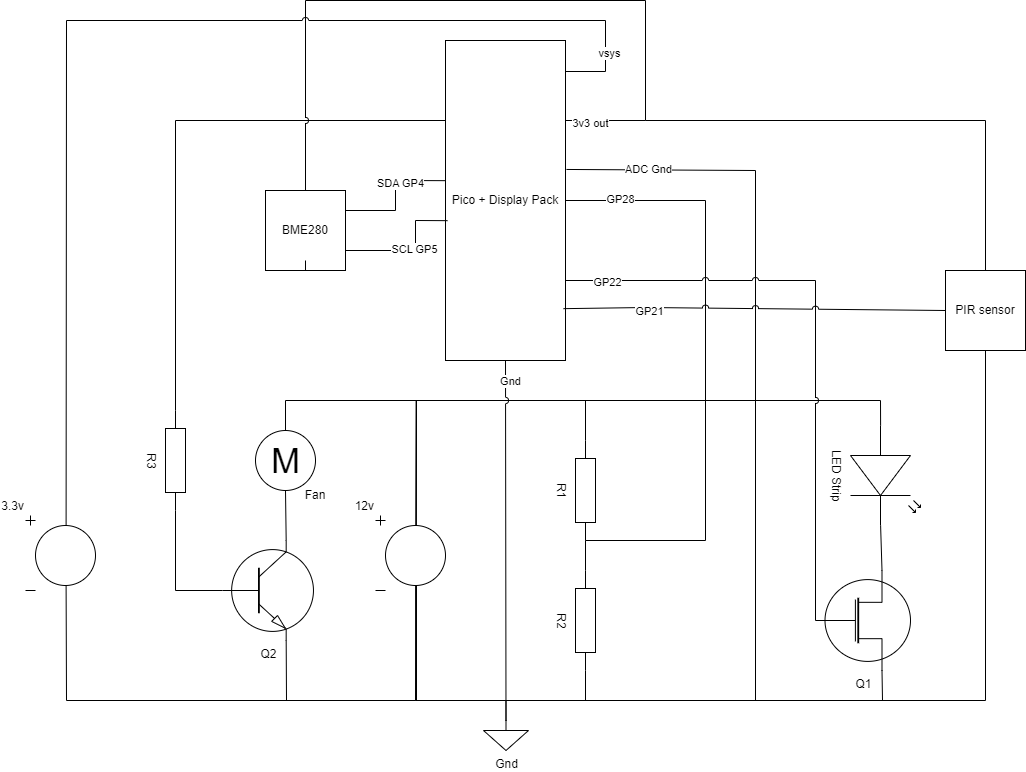 vsys
3v3 out
ADC Gnd
SDA GP4
Pico + Display Pack
GP28
BME280
SCL GP5
GP22
GP21
PIR sensor
Gnd
R3
M
Fan
R1
LED Strip
3.3v
+
12v
+
−
−
R2
Q2
Q1
Gnd